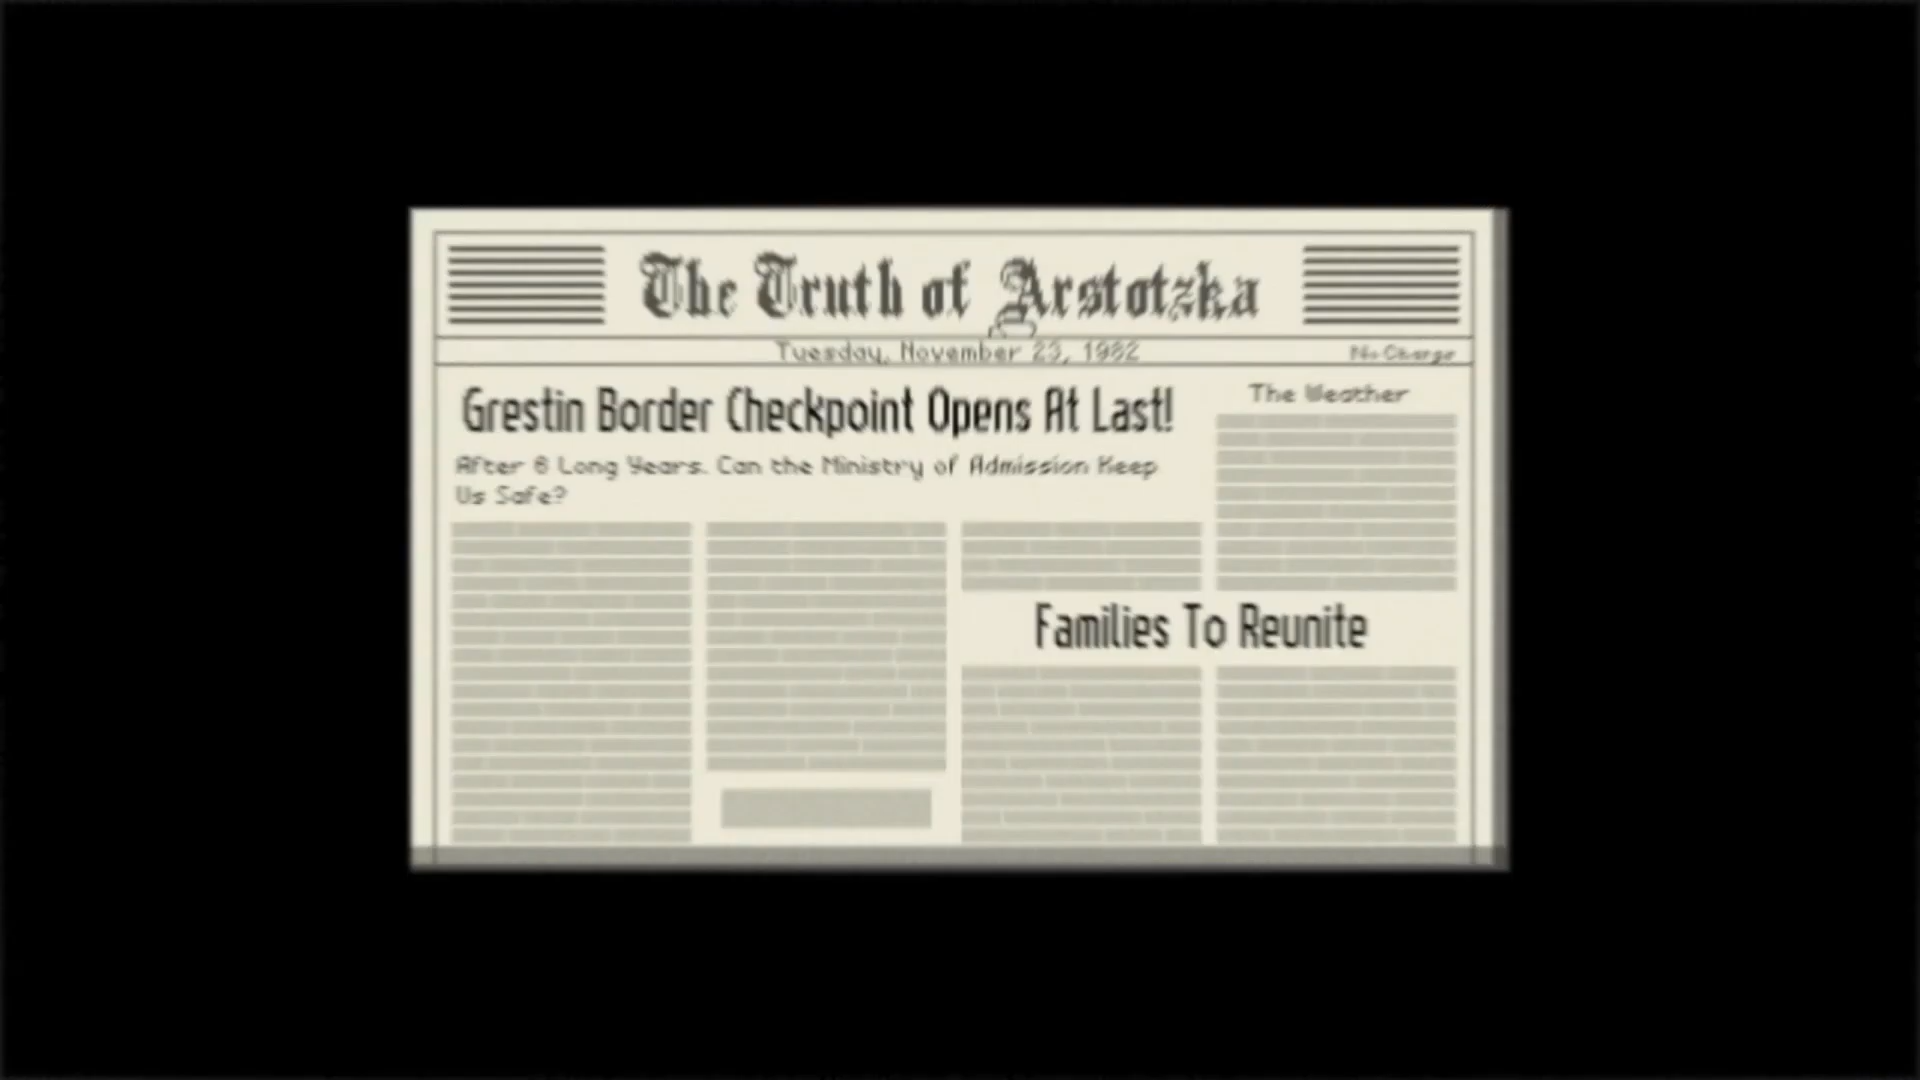 The Truth of Arstotzka
Tuesday, November 23, 1982
No Charge
Grestin Border Checkpoint Opens At Last!
After 6 Long Years. Can the Ministry of Admission Keep
Us Safe?
The Weather
Families To Reunite